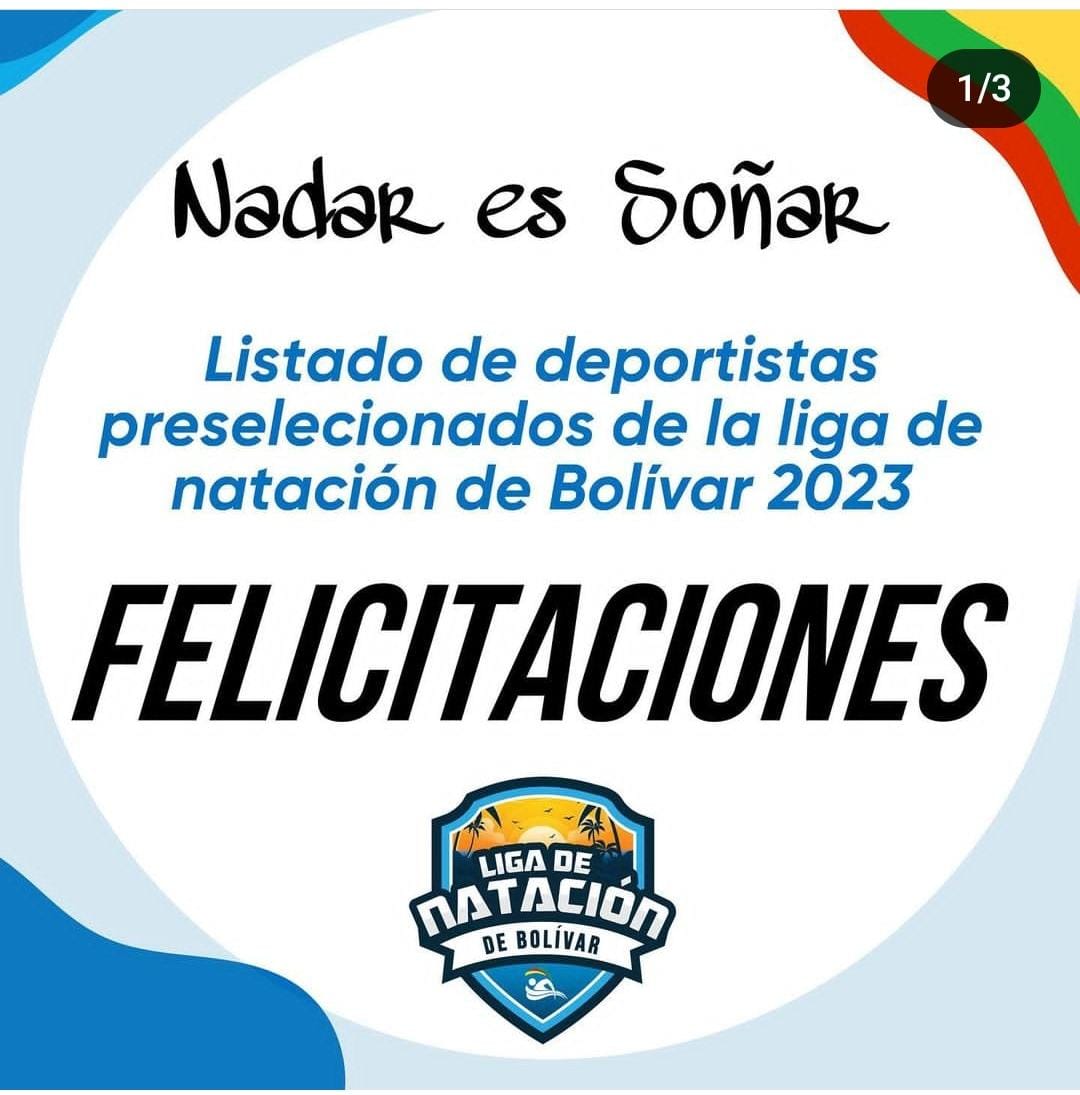 1/3
Nadar es Soñar
Listado de deportistas
preselecionados de la liga de
natación de Bolívar 2023
FELICITACIONES
LIGA DE
NATACIÓN
DE BOLÍVAR